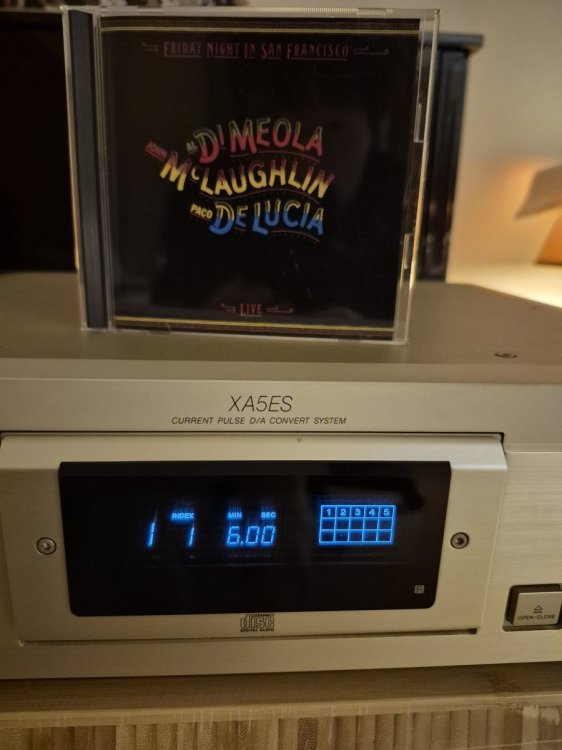 FRIDAY NIGHT IN SAN FRANCISCO
AL DI MEOLA
JOHN McLAUGHLIN
PACO DE LUCIA
LIVE
XA5ES
CURRENT PULSE D/A CONVERT SYSTEM
INDEX MIN SEC
1 1 6.00
1 2 3 4 5
COMPACT
disc
DIGITAL AUDIO
OPEN/CLOSE